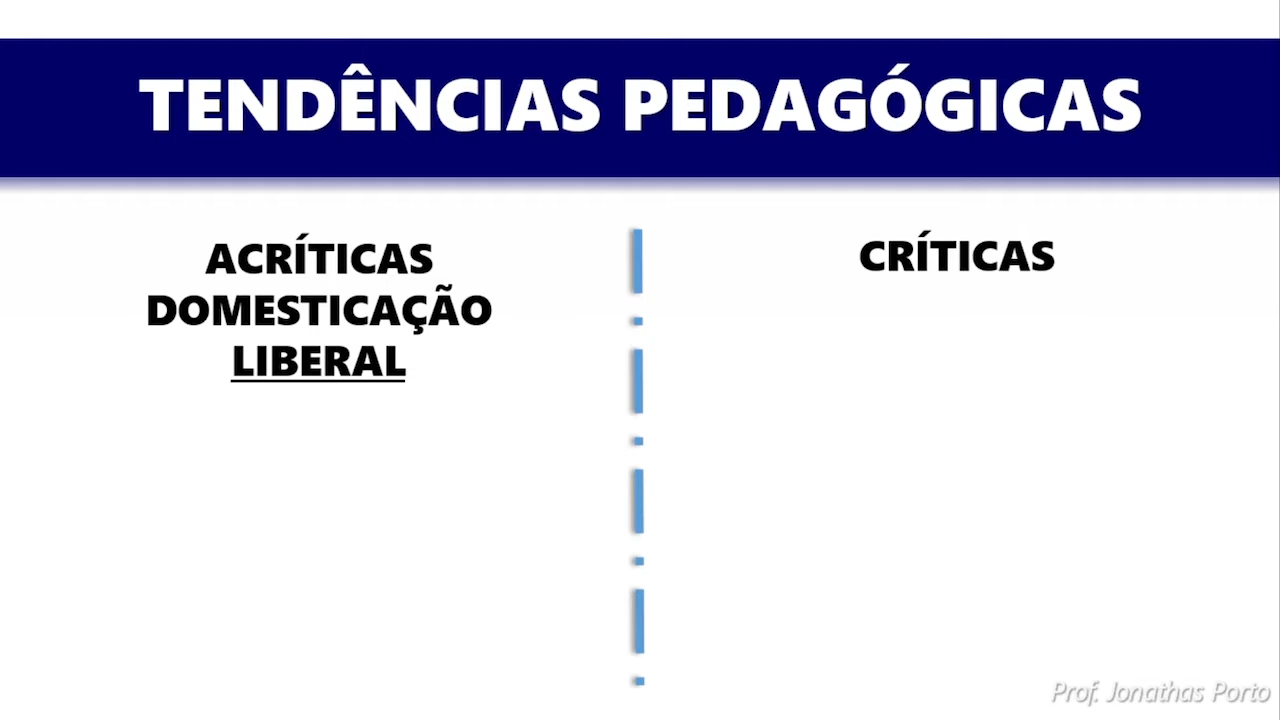 TENDÊNCIAS PEDAGÓGICAS
ACRÍTICAS
DOMESTICAÇÃO
LIBERAL
CRÍTICAS
Prof. Jonathas Porto